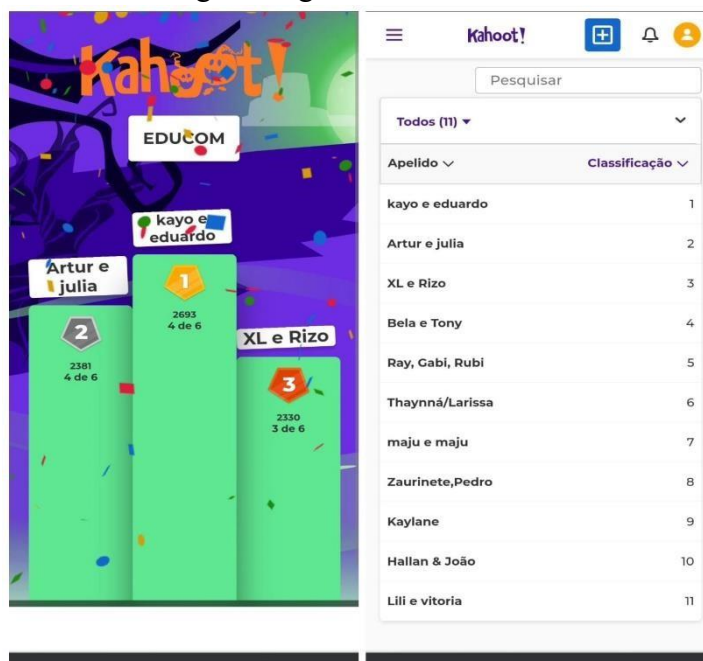 Kahoot!
EDUCOM
kayo e
eduardo
1
2693
4 de 6
Artur e
julia
2
2381
4 de 6
XL e Rizo
3
2330
3 de 6
Kahoot!
Pesquisar
Todos (11)
Apelido Classificação
kayo e eduardo 1
Artur e julia 2
XL e Rizo 3
Bela e Tony 4
Ray, Gabi, Rubi 5
Thaynná/Larissa 6
maju e maju 7
Zaurinete,Pedro 8
Kaylane 9
Hallan & João 10
Lili e vitoria 11